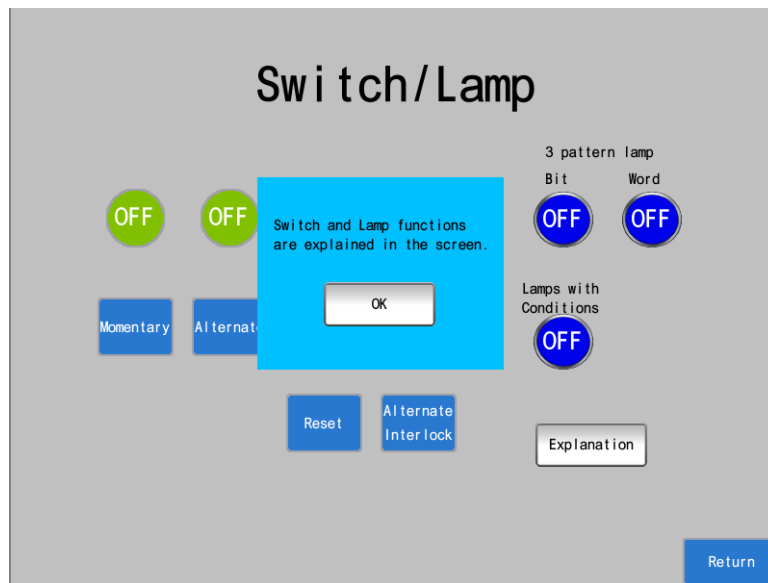 Switch/Lamp
3 pattern lamp
Bit Word
OFF OFF OFF OFF
Switch and Lamp functions
are explained in the screen.
OK
Lamps with
Conditions
OFF
Momentary
Reset
Alternate
Interlock
Explanation
Return